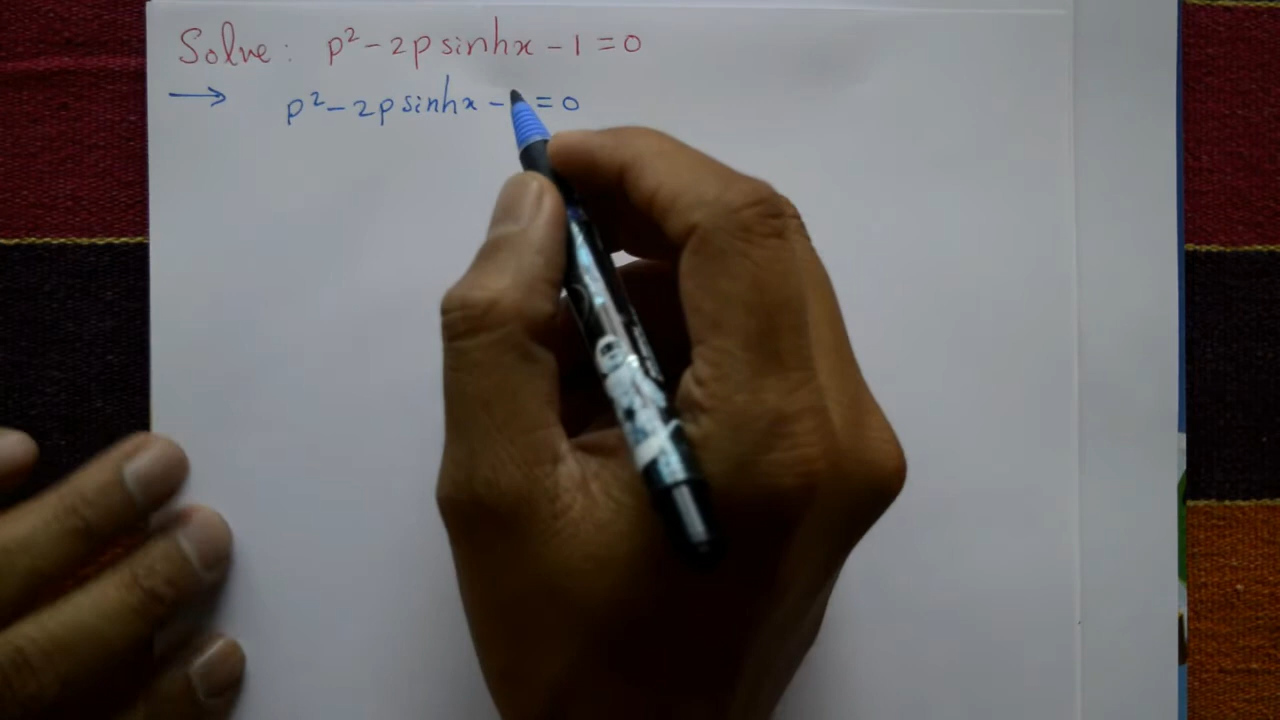 Solve: p² - 2p sinhx - 1 = 0
→ p² - 2p sinhx - = 0